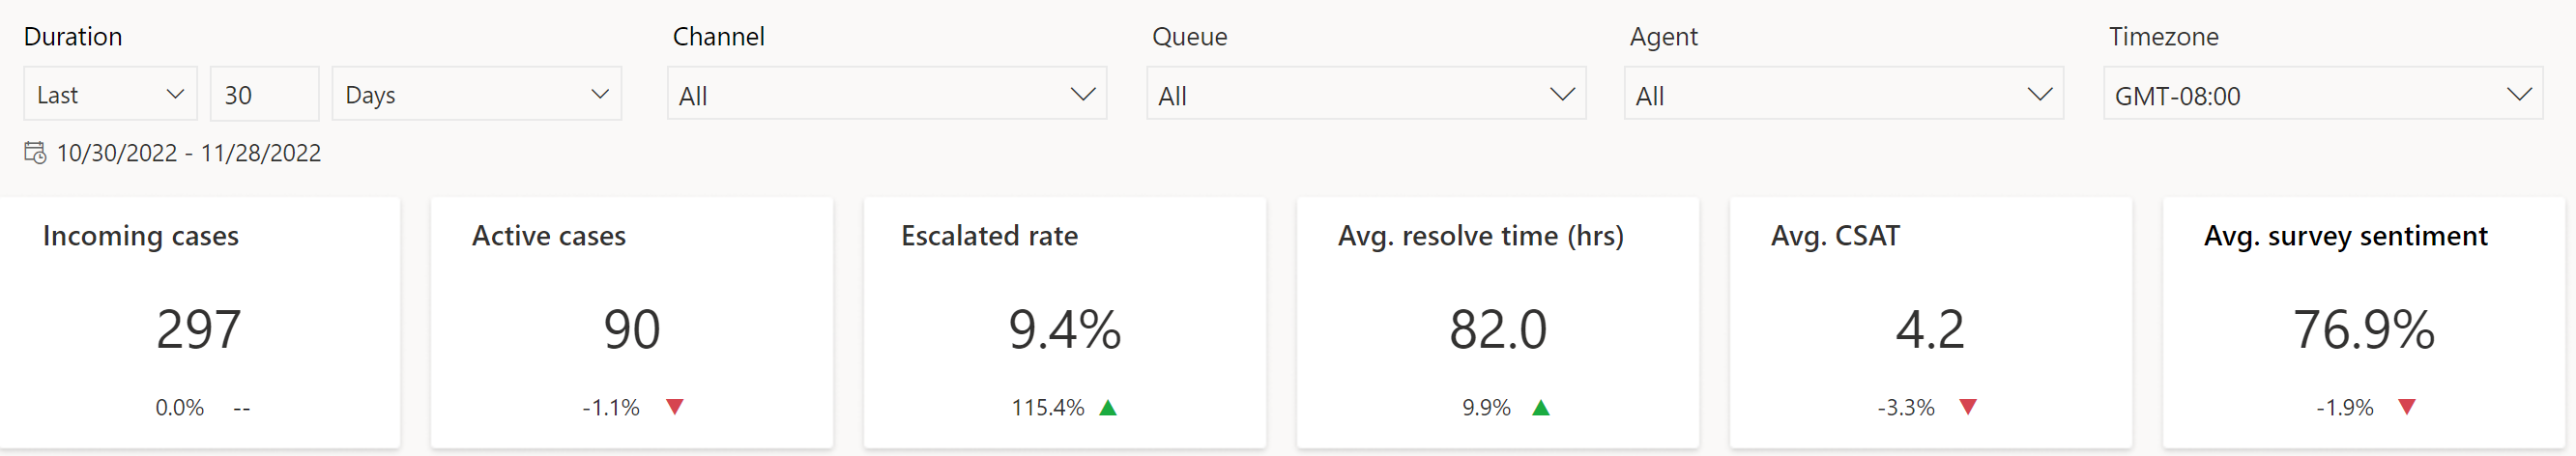 Duration Channel Queue Agent Timezone
Last 30 Days All All All GMT-08:00
10/30/2022 - 11/28/2022
Incoming cases Active cases Escalated rate Avg. resolve time (hrs) Avg. CSAT Avg. survey sentiment
297 90 9.4% 82.0 4.2 76.9%
0.0% -- -1.1% ▼ 115.4% ▲ 9.9% ▲ -3.3% ▼ -1.9% ▼